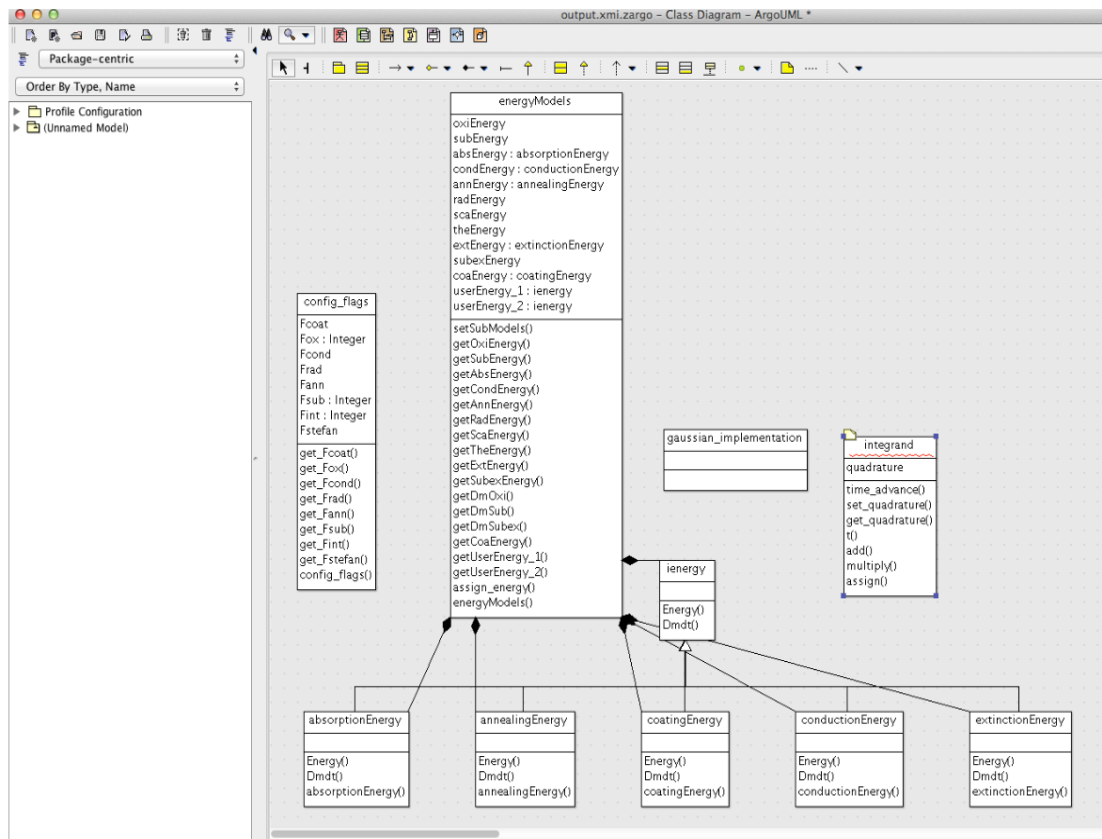 output.xmi.zargo - Class Diagram - ArgoUML *
Package-centric
Order By Type, Name
Profile Configuration
(Unnamed Model)
energyModels
oxiEnergy
subEnergy
absEnergy : absorptionEnergy
condEnergy : conductionEnergy
annEnergy : annealingEnergy
radEnergy
scaEnergy
theEnergy
extEnergy : extinctionEnergy
subexEnergy
coaEnergy : coatingEnergy
userEnergy_1 : ienergy
userEnergy_2 : ienergy
setSubModels()
getOxiEnergy()
getSubEnergy()
getAbsEnergy()
getCondEnergy()
getAnnEnergy()
getRadEnergy()
getScaEnergy()
getTheEnergy()
getExtEnergy()
getSubexEnergy()
getDmOxi()
getDmSub()
getDmSubex()
getCoaEnergy()
getUserEnergy_1()
getUserEnergy_2()
assign_energy()
energyModels()
config_flags
Fcoat
Fox : Integer
Fcond
Frad
Fann
Fsub : Integer
Fint : Integer
Fstefan
get_Fcoat()
get_Fox()
get_Fcond()
get_Frad()
get_Fann()
get_Fsub()
get_Fint()
get_Fstefan()
config_flags()
gaussian_implementation
integrand
quadrature
time_advance()
set_quadrature()
get_quadrature()
t()
add()
multiply()
assign()
ienergy
Energy()
Dmdt()
absorptionEnergy
Energy()
Dmdt()
absorptionEnergy()
annealingEnergy
Energy()
Dmdt()
annealingEnergy()
coatingEnergy
Energy()
Dmdt()
coatingEnergy()
conductionEnergy
Energy()
Dmdt()
conductionEnergy()
extinctionEnergy
Energy()
Dmdt()
extinctionEnergy()